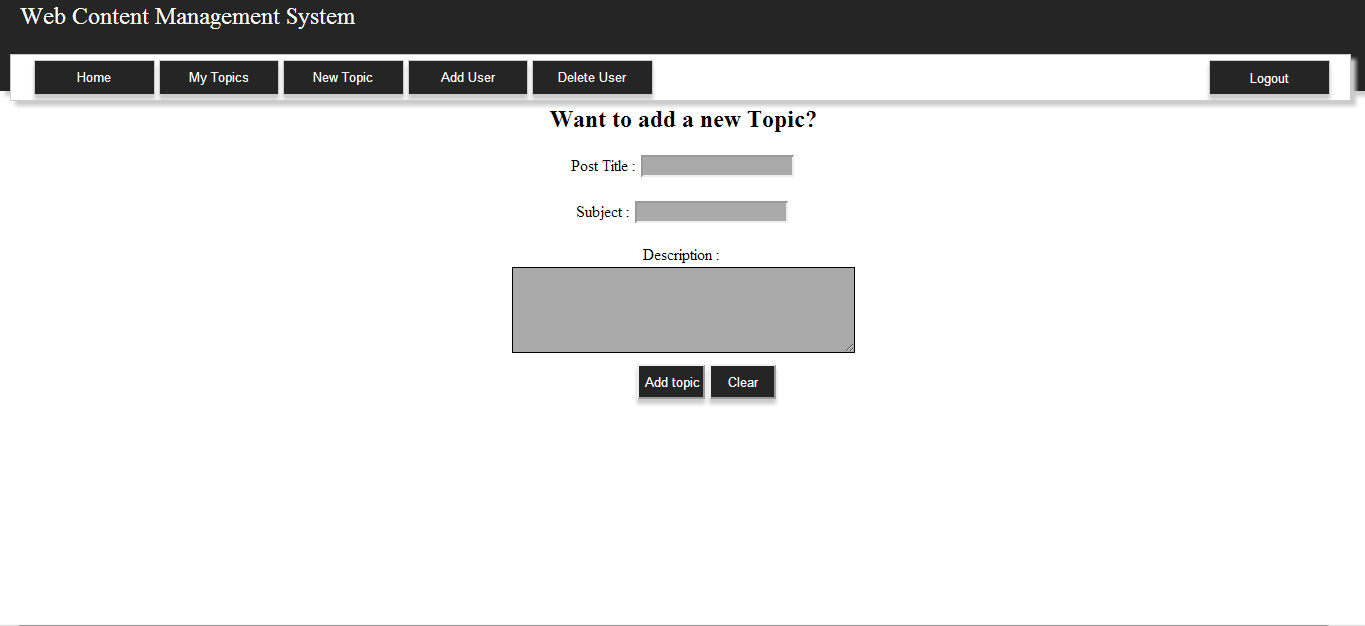 Web Content Management System
Home My Topics New Topic Add User Delete User Logout
Want to add a new Topic?
Post Title :
Subject :
Description :
Add topic Clear